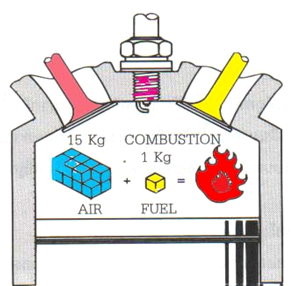 15 Kg COMBUSTION
1 Kg
+ =
AIR FUEL